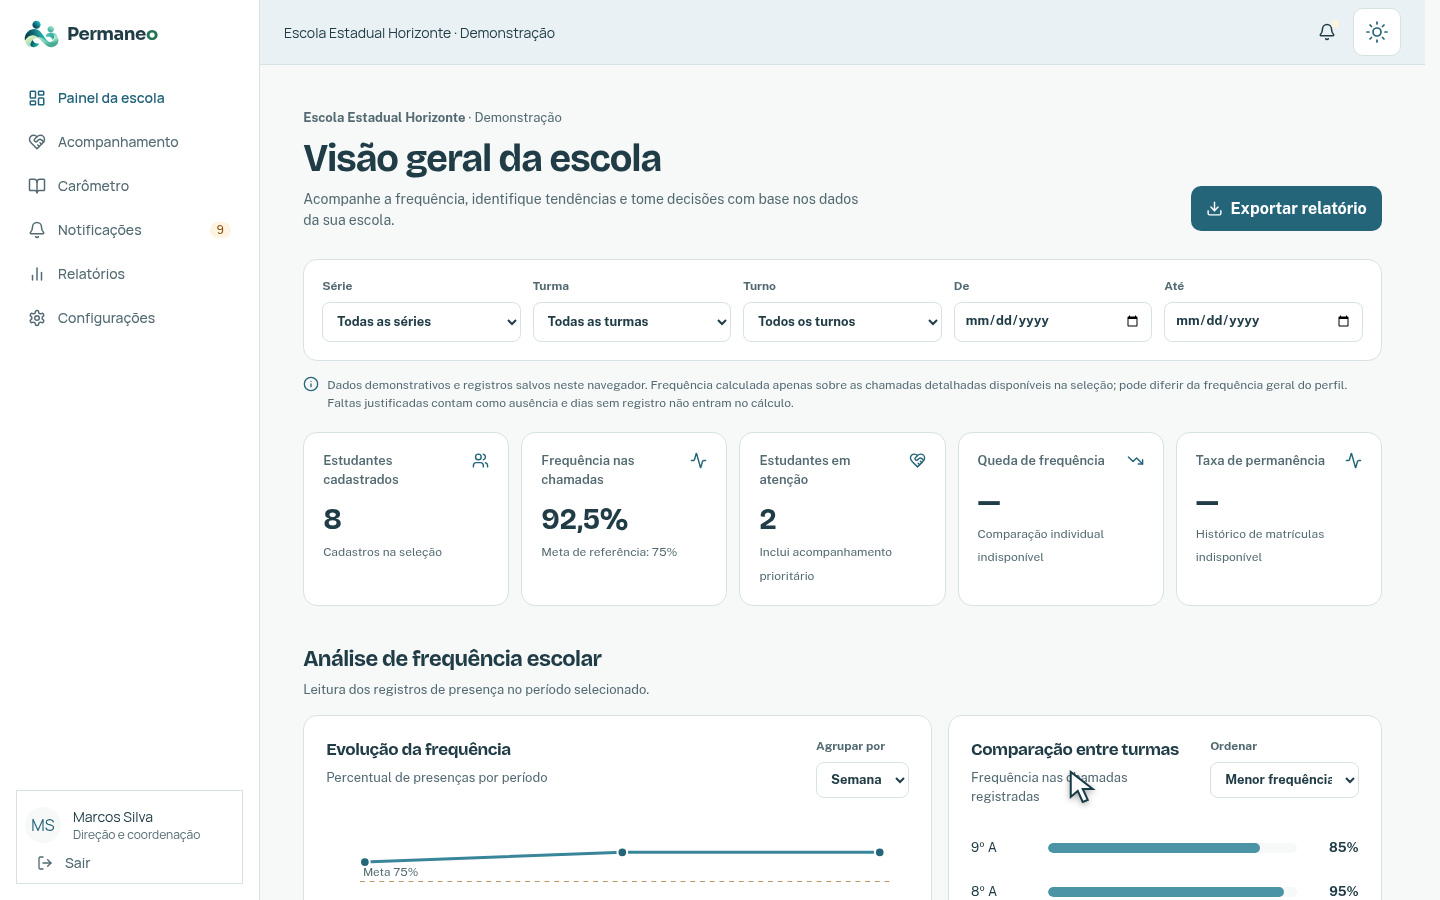 Permaneo
Escola Estadual Horizonte · Demonstração
Painel da escola
Acompanhamento
Carômetro
Notificações
9
Relatórios
Configurações
Marcos Silva
MS
Direção e coordenação
Sair
Escola Estadual Horizonte · Demonstração
Visão geral da escola
Acompanhe a frequência, identifique tendências e tome decisões com base nos dados
da sua escola.
Exportar relatório
Série
Turma
Turno
De
Até
Todas as séries
Todas as turmas
Todos os turnos
mm/dd/yyyy
mm/dd/yyyy
Dados demonstrativos e registros salvos neste navegador. Frequência calculada apenas sobre as chamadas detalhadas disponíveis na seleção; pode diferir da frequência geral do perfil.
Faltas justificadas contam como ausência e dias sem registro não entram no cálculo.
Estudantes
cadastrados
8
Cadastros na seleção
Frequência nas
chamadas
92,5%
Meta de referência: 75%
Estudantes em
atenção
2
Inclui acompanhamento
prioritário
Queda de frequência
—
Comparação individual
indisponível
Taxa de permanência
—
Histórico de matrículas
indisponível
Análise de frequência escolar
Leitura dos registros de presença no período selecionado.
Evolução da frequência
Percentual de presenças por período
Agrupar por
Semana
Meta 75%
Comparação entre turmas
Frequência nas chamadas
registradas
Ordenar
Menor frequência
9º A
85%
8º A
95%